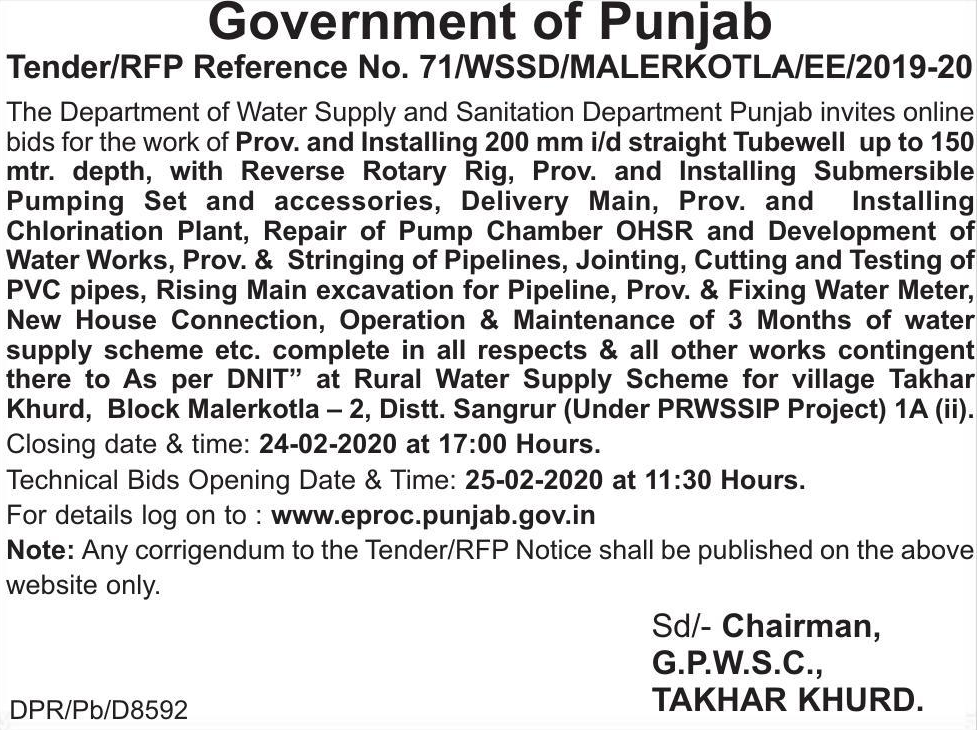 Government of Punjab
Tender/RFP Reference No. 71/WSSD/MALERKOTLA/EE/2019-20
The Department of Water Supply and Sanitation Department Punjab invites online
bids for the work of Prov. and Installing 200 mm i/d straight Tubewell up to 150
mtr. depth, with Reverse Rotary Rig, Prov. and Installing Submersible
Pumping Set and accessories, Delivery Main, Prov. and Installing
Chlorination Plant, Repair of Pump Chamber OHSR and Development of
Water Works, Prov. & Stringing of Pipelines, Jointing, Cutting and Testing of
PVC pipes, Rising Main excavation for Pipeline, Prov. & Fixing Water Meter,
New House Connection, Operation & Maintenance of 3 Months of water
supply scheme etc. complete in all respects & all other works contingent
there to As per DNIT” at Rural Water Supply Scheme for village Takhar
Khurd, Block Malerkotla – 2, Distt. Sangrur (Under PRWSSIP Project) 1A (ii).
Closing date & time: 24-02-2020 at 17:00 Hours.
Technical Bids Opening Date & Time: 25-02-2020 at 11:30 Hours.
For details log on to : www.eproc.punjab.gov.in
Note: Any corrigendum to the Tender/RFP Notice shall be published on the above
website only.
Sd/- Chairman,
G.P.W.S.C.,
TAKHAR KHURD.
DPR/Pb/D8592